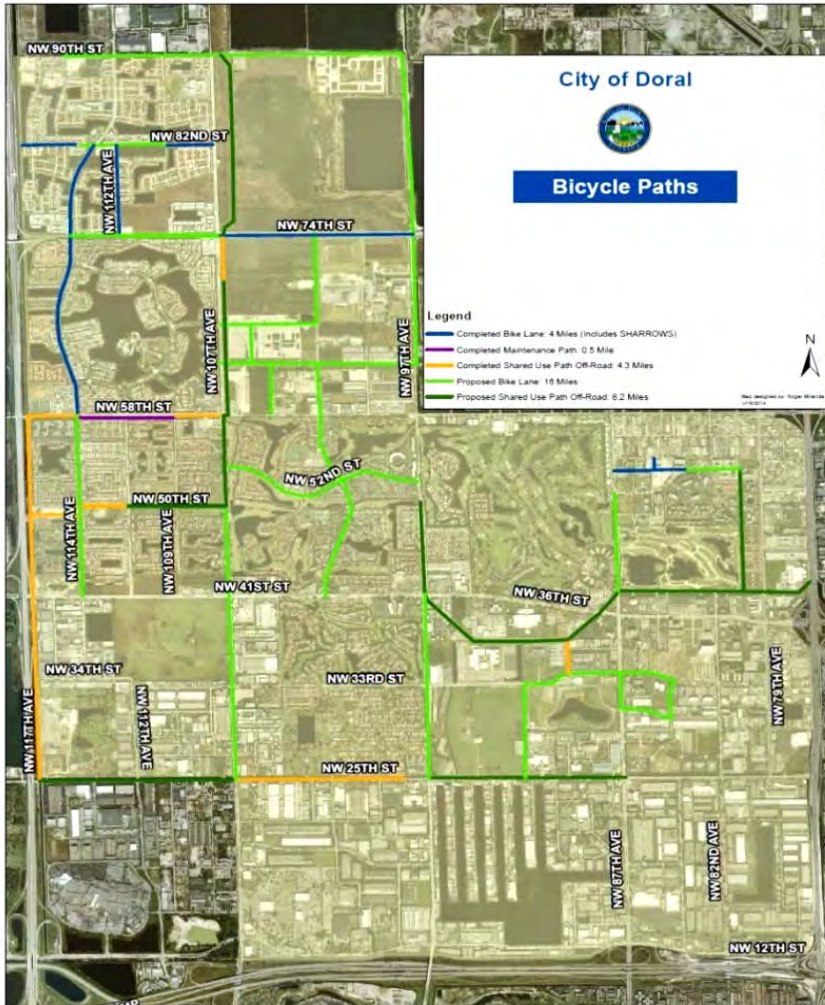 NW 90TH ST
City of Doral
Bicycle Paths
NW 82ND ST
NW 112TH AVE
NW 74TH ST
Legend
Completed Bike Lane: 4 Miles (includes SHARROWS)
Completed Maintenance Path: 0.5 Mile
Completed Shared Use Path Off-Road: 4.3 Miles
Proposed Bike Lane: 16 Miles
Proposed Shared Use Path Off-Road: 8.2 Miles
N
Map designed by: Roger Miranda
NW 107TH AVE
NW 97TH AVE
NW 58TH ST
NW 52ND ST
NW 50TH ST
NW 114TH AVE
NW 109TH AVE
NW 41ST ST
NW 36TH ST
NW 34TH ST
NW 33RD ST
NW 117TH AVE
NW 112TH AVE
NW 79TH AVE
NW 25TH ST
NW 87TH AVE
NW 82ND AVE
NW 12TH ST